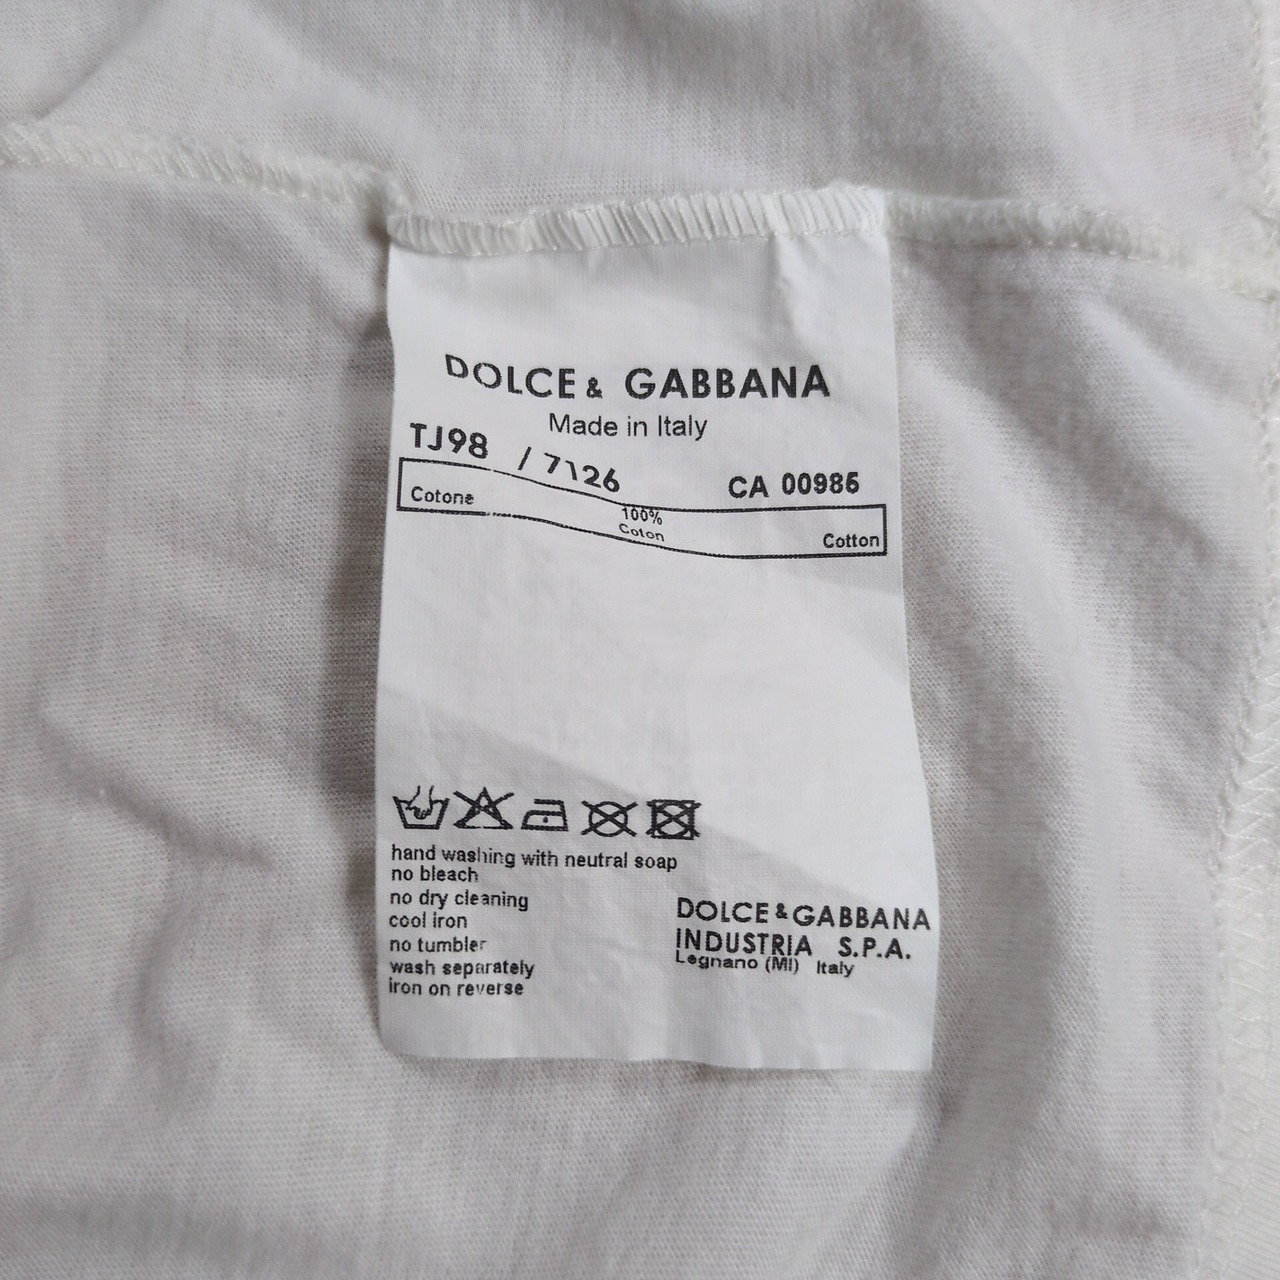 DOLCE & GABBANA
Made in Italy
TJ98 / 7126 CA 00985
Cotone 100% Cotton
Coton
hand washing with neutral soap
no bleach
no dry cleaning
cool iron
no tumbler
wash separately
iron on reverse
DOLCE & GABBANA
INDUSTRIA S.P.A.
Legnano (MI) Italy